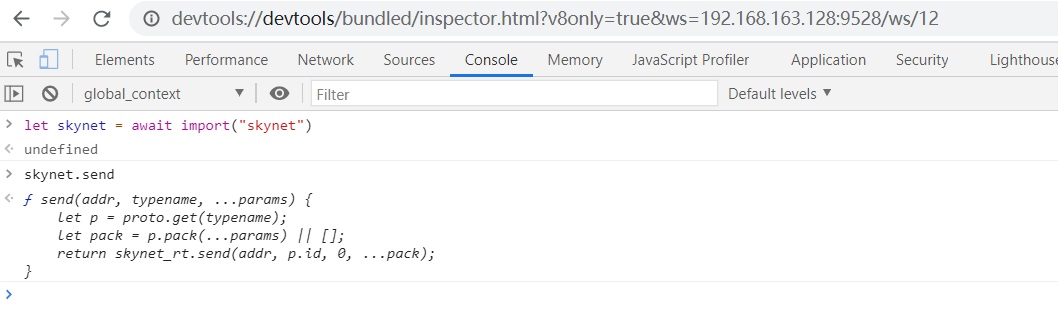 devtools://devtools/bundled/inspector.html?v8only=true&ws=192.168.163.128:9528/ws/12
Elements Performance Network Sources Console Memory JavaScript Profiler Application Security Lighthouse
global_context ▼ Filter Default levels ▼
> let skynet = await import("skynet")
undefined
> skynet.send
ƒ send(addr, typename, ...params) {
    let p = proto.get(typename);
    let pack = p.pack(...params) || [];
    return skynet_rt.send(addr, p.id, 0, ...pack);
}
>